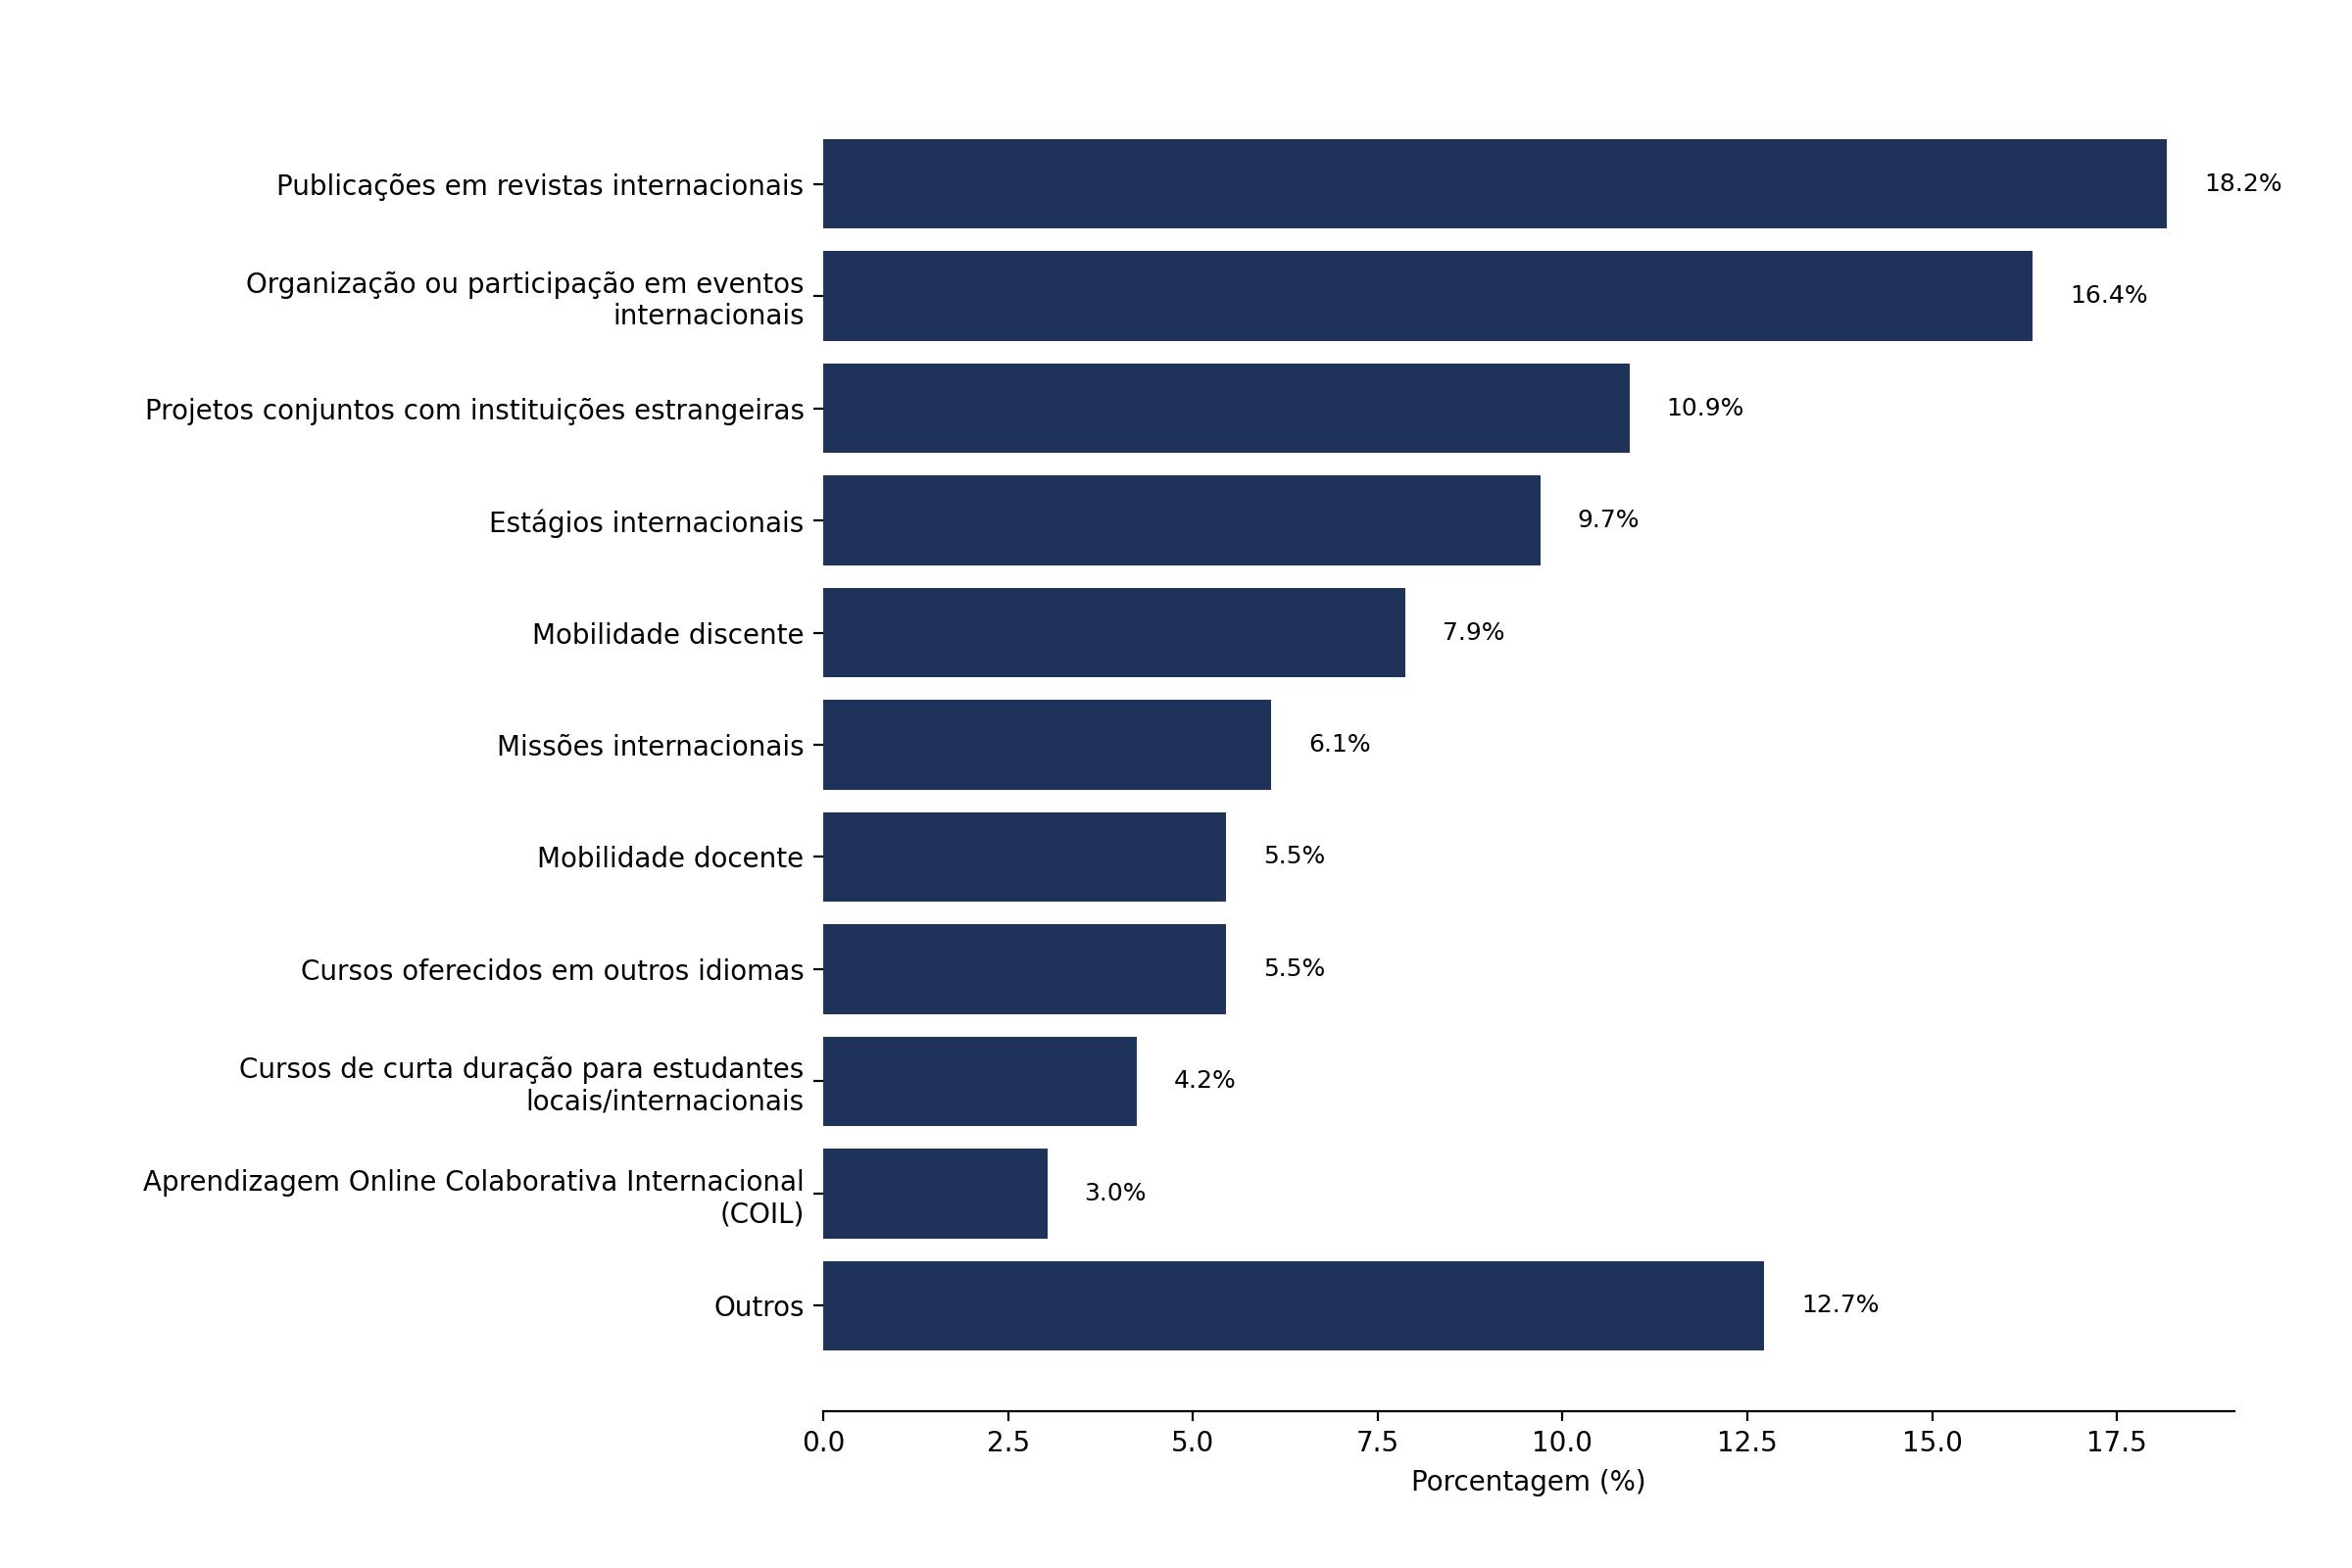 Publicações em revistas internacionais
18.2%
Organização ou participação em eventos
internacionais
16.4%
Projetos conjuntos com instituições estrangeiras
10.9%
Estágios internacionais
9.7%
Mobilidade discente
7.9%
Missões internacionais
6.1%
Mobilidade docente
5.5%
Cursos oferecidos em outros idiomas
5.5%
Cursos de curta duração para estudantes
locais/internacionais
4.2%
Aprendizagem Online Colaborativa Internacional
(COIL)
3.0%
Outros
12.7%
0.0 2.5 5.0 7.5 10.0 12.5 15.0 17.5
Porcentagem (%)